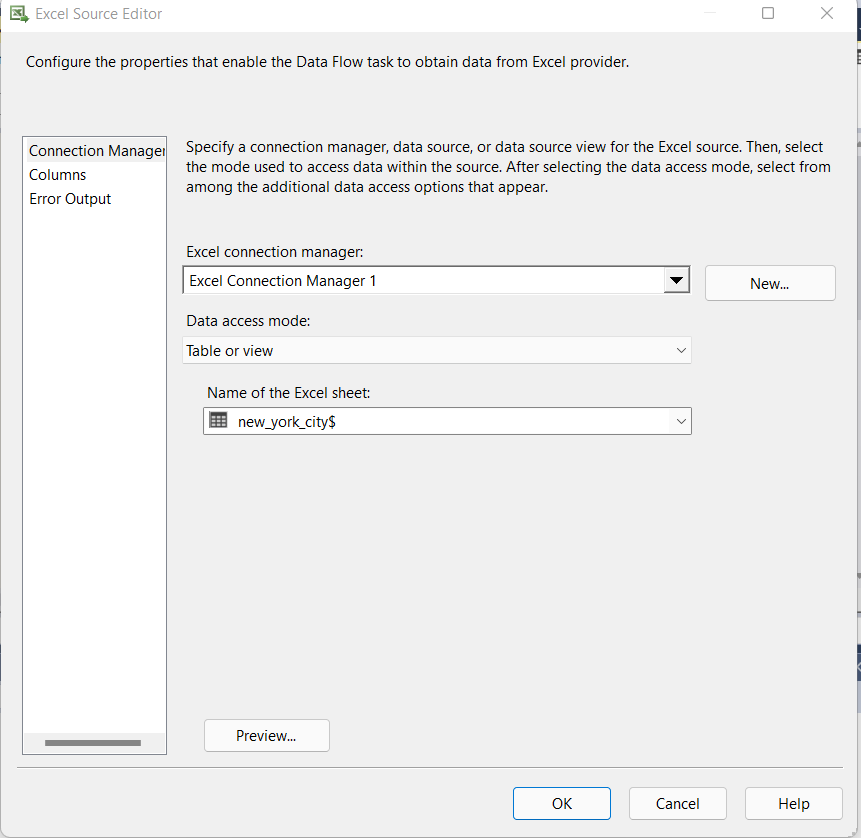 Excel Source Editor
Configure the properties that enable the Data Flow task to obtain data from Excel provider.
Connection Manager
Columns
Error Output
Specify a connection manager, data source, or data source view for the Excel source. Then, select
the mode used to access data within the source. After selecting the data access mode, select from
among the additional data access options that appear.
Excel connection manager:
Excel Connection Manager 1
New...
Data access mode:
Table or view
Name of the Excel sheet:
new_york_city$
Preview...
OK
Cancel
Help